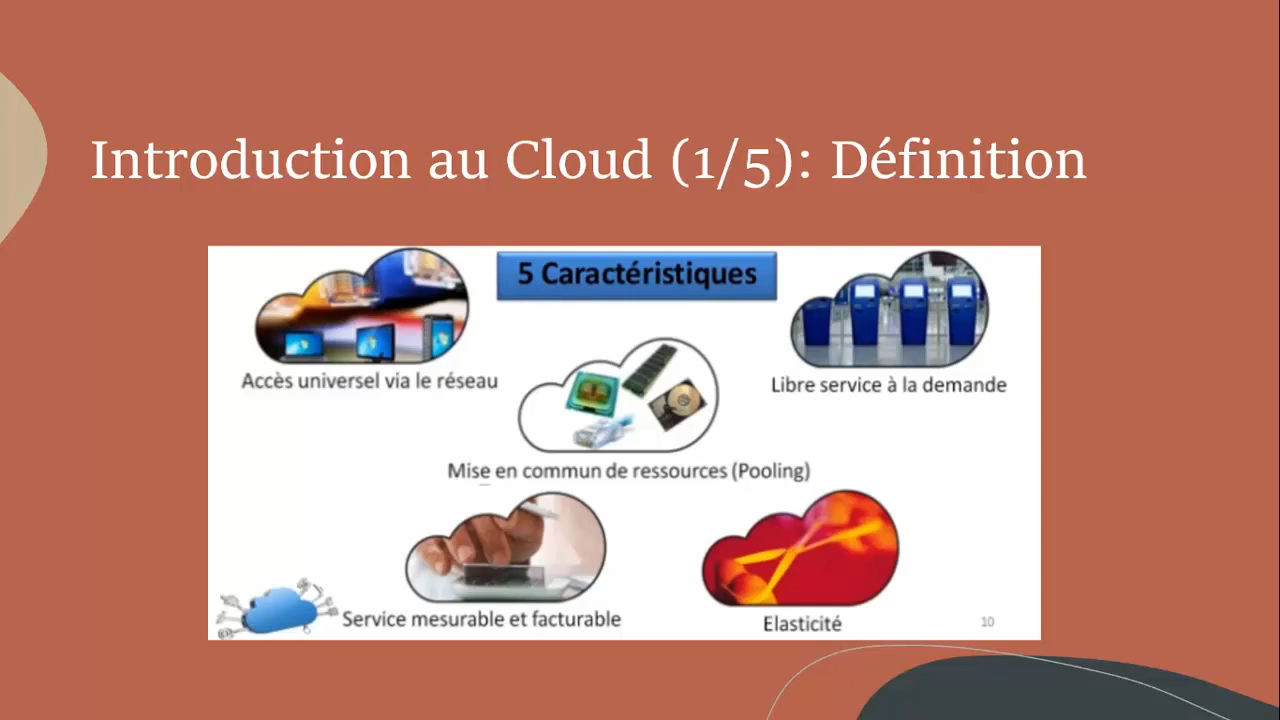 Introduction au Cloud (1/5): Définition
5 Caractéristiques
Accès universel via le réseau
Libre service à la demande
Mise en commun de ressources (Pooling)
Service mesurable et facturable
Elasticité
10